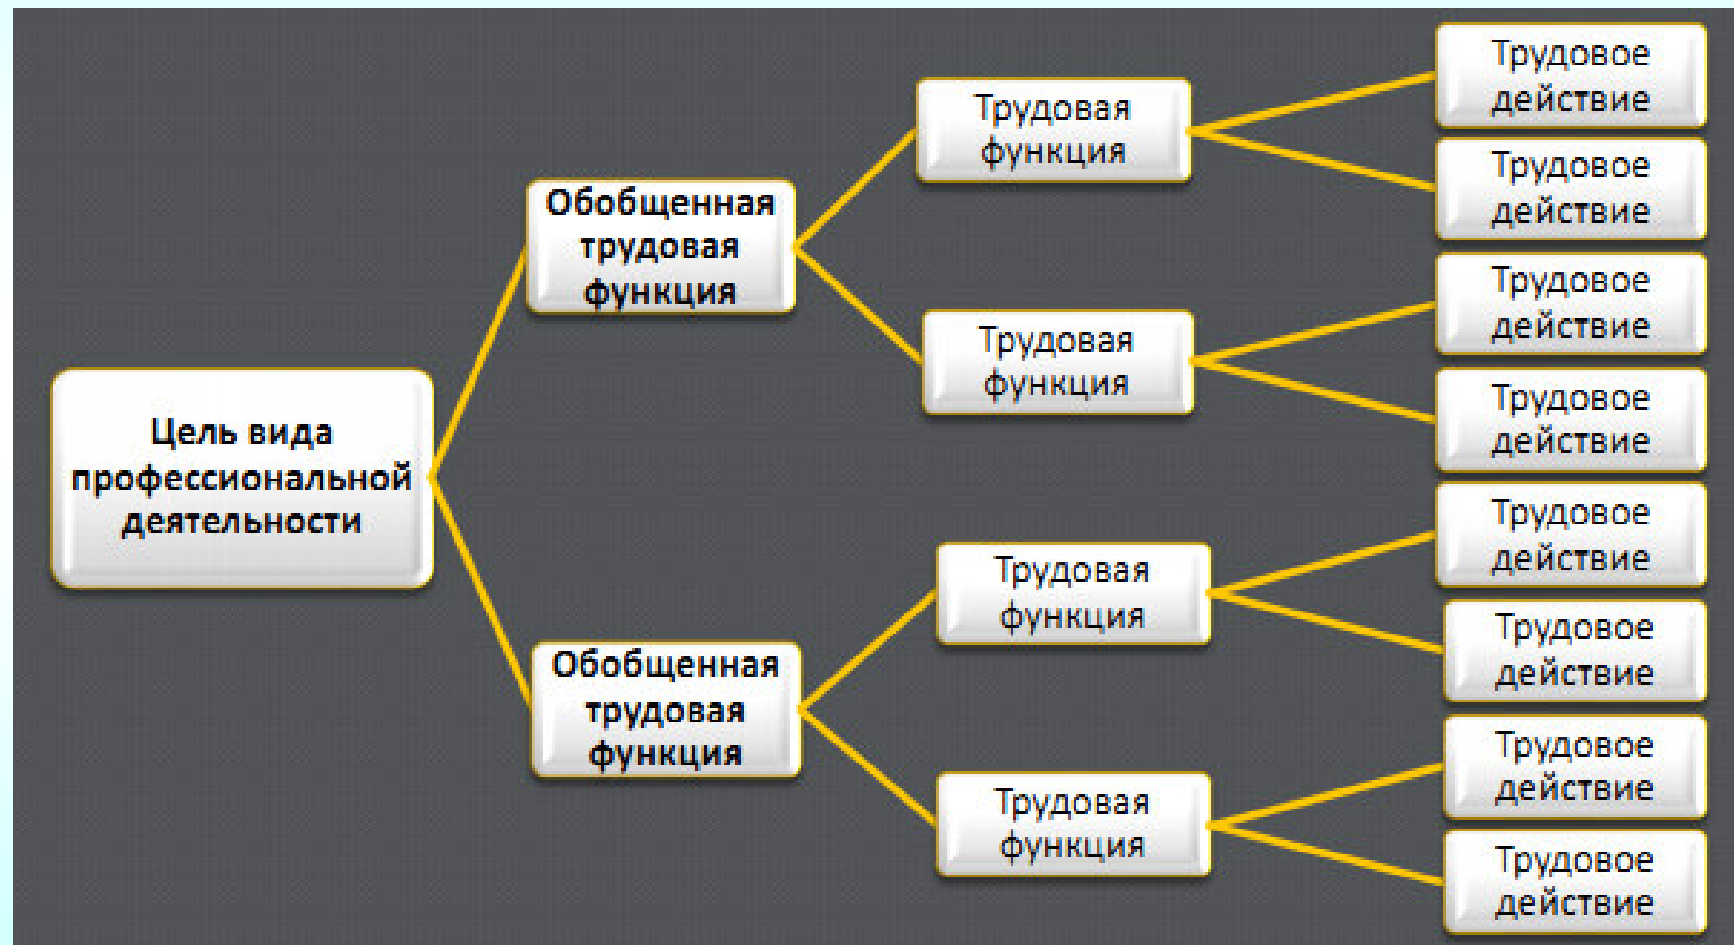 Цель вида
профессиональной
деятельности
Обобщенная
трудовая
функция
Обобщенная
трудовая
функция
Трудовая
функция
Трудовая
функция
Трудовая
функция
Трудовая
функция
Трудовое
действие
Трудовое
действие
Трудовое
действие
Трудовое
действие
Трудовое
действие
Трудовое
действие
Трудовое
действие
Трудовое
действие